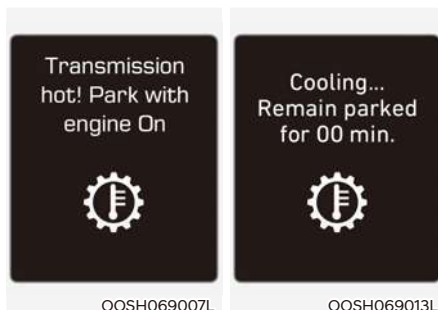 Transmission
hot! Park with
engine On
OOSH069007L
Cooling...
Remain parked
for 00 min.
OOSH069013L